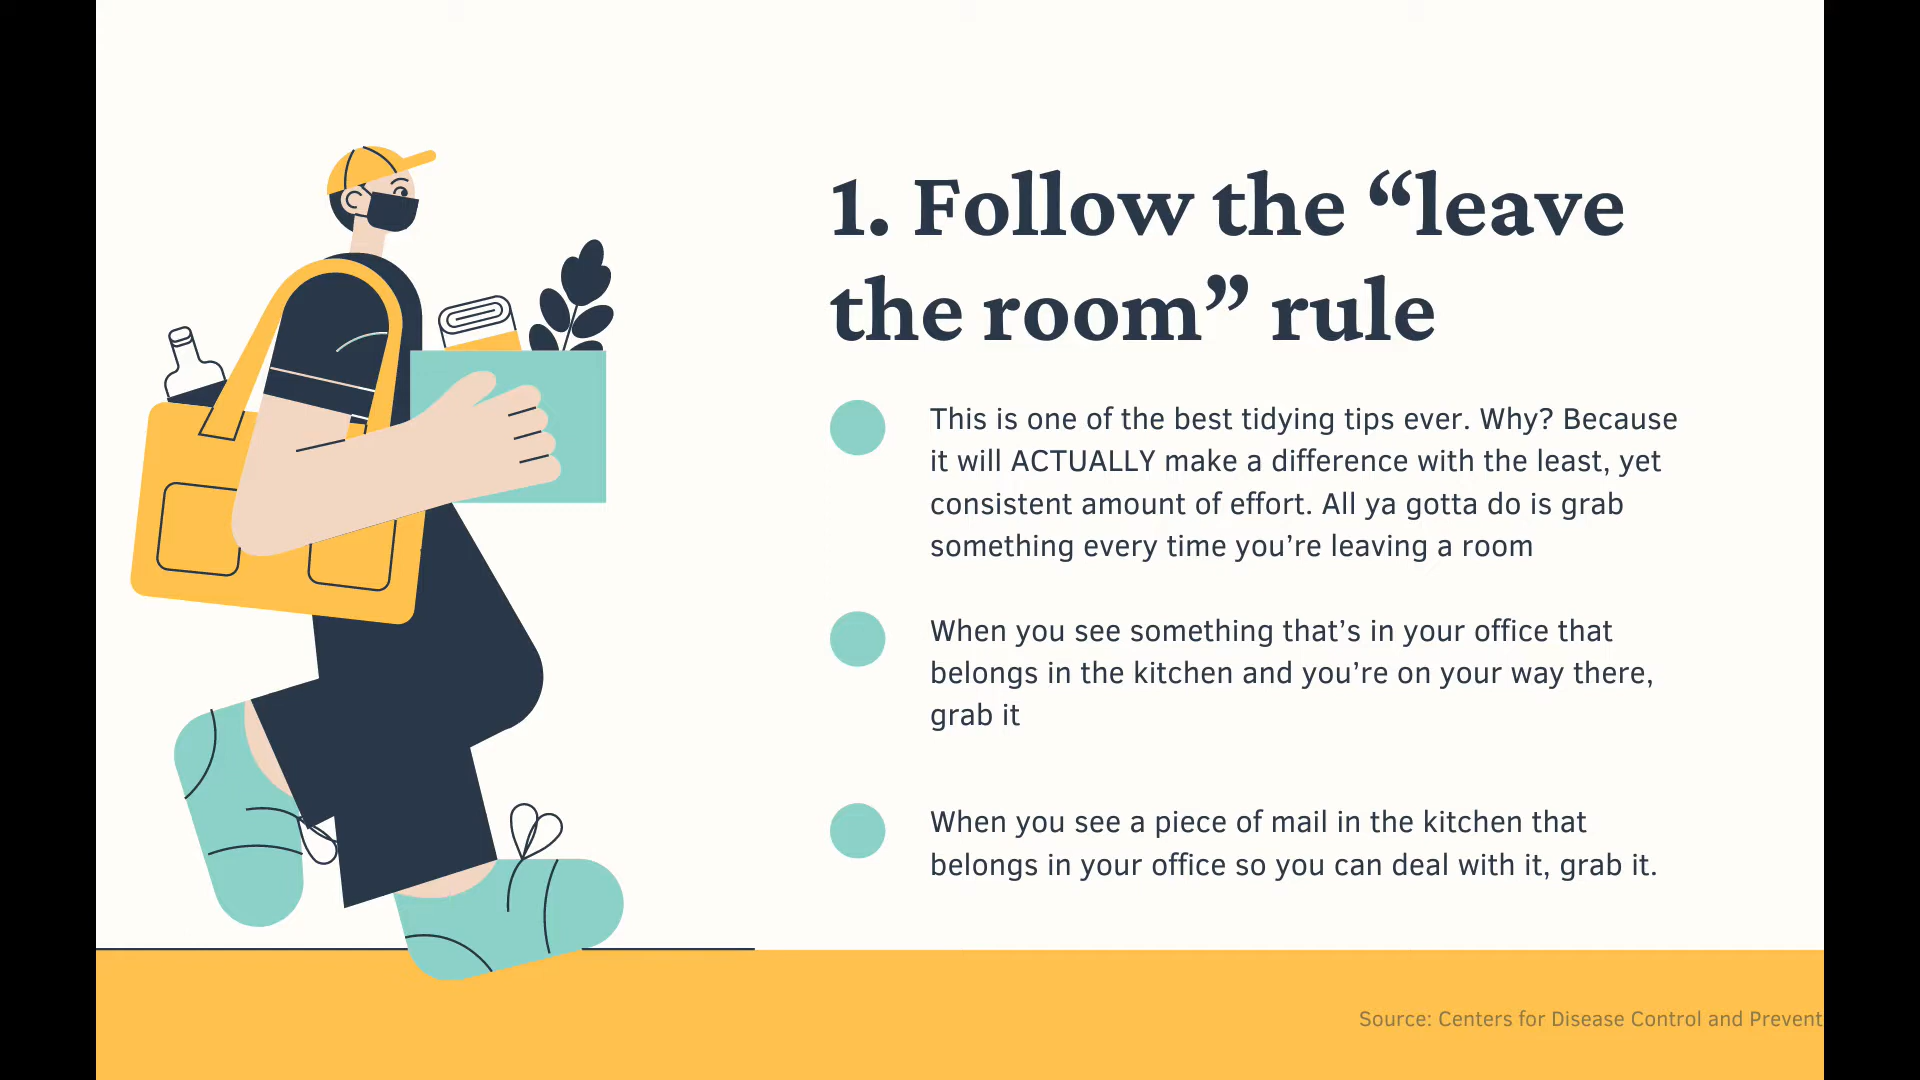 1. Follow the “leave
the room” rule
This is one of the best tidying tips ever. Why? Because
it will ACTUALLY make a difference with the least, yet
consistent amount of effort. All ya gotta do is grab
something every time you’re leaving a room
When you see something that’s in your office that
belongs in the kitchen and you’re on your way there,
grab it
When you see a piece of mail in the kitchen that
belongs in your office so you can deal with it, grab it.
Source: Centers for Disease Control and Prevent